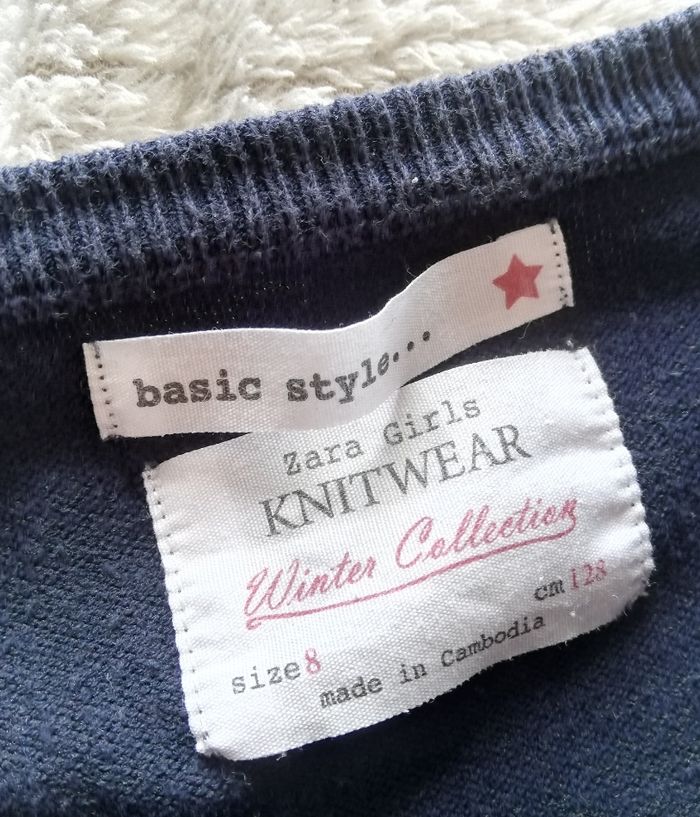 basic style...
Zara Girls
KNITWEAR
Winter Collection
cm 128
size 8
made in Cambodia